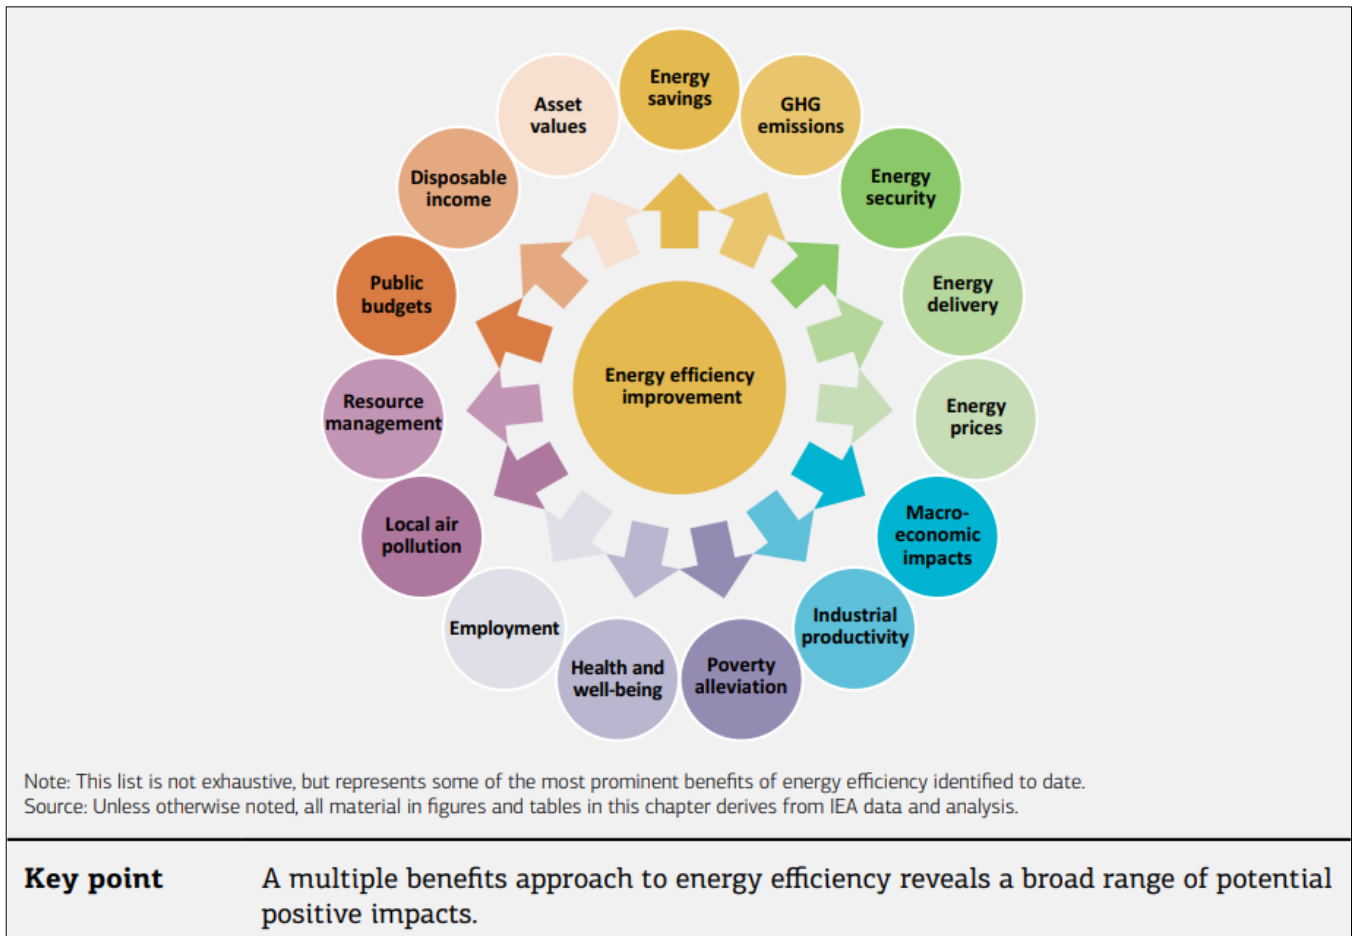 Energy
savings
GHG
emissions
Energy
security
Energy
delivery
Energy
prices
Macro-
economic
impacts
Industrial
productivity
Poverty
alleviation
Health and
well-being
Employment
Local air
pollution
Resource
management
Public
budgets
Disposable
income
Asset
values
Energy efficiency
improvement
Note: This list is not exhaustive, but represents some of the most prominent benefits of energy efficiency identified to date.
Source: Unless otherwise noted, all material in figures and tables in this chapter derives from IEA data and analysis.
Key point
A multiple benefits approach to energy efficiency reveals a broad range of potential
positive impacts.